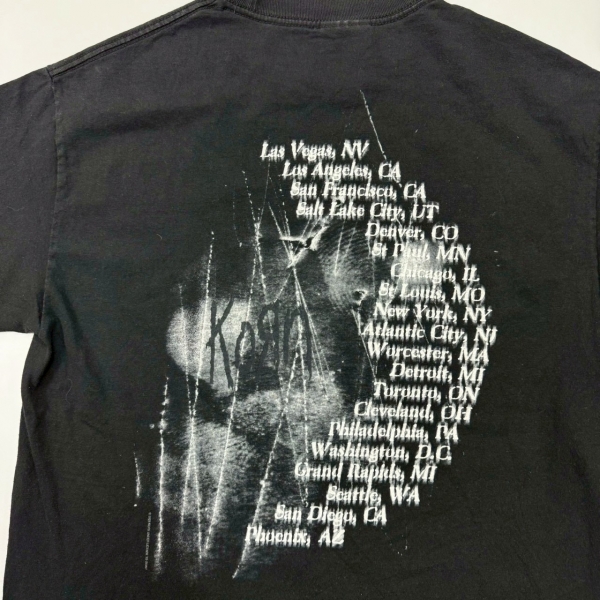 Las Vegas, NV
Los Angeles, CA
San Francisco, CA
Salt Lake City, UT
Denver, CO
St Paul, MN
Chicago, IL
St Louis, MO
New York, NY
Atlantic City, NJ
Worcester, MA
Detroit, MI
Toronto, ON
Cleveland, OH
Philadelphia, PA
Washington, D.C.
Grand Rapids, MI
Seattle, WA
San Diego, CA
Phoenix, AZ
KoЯn